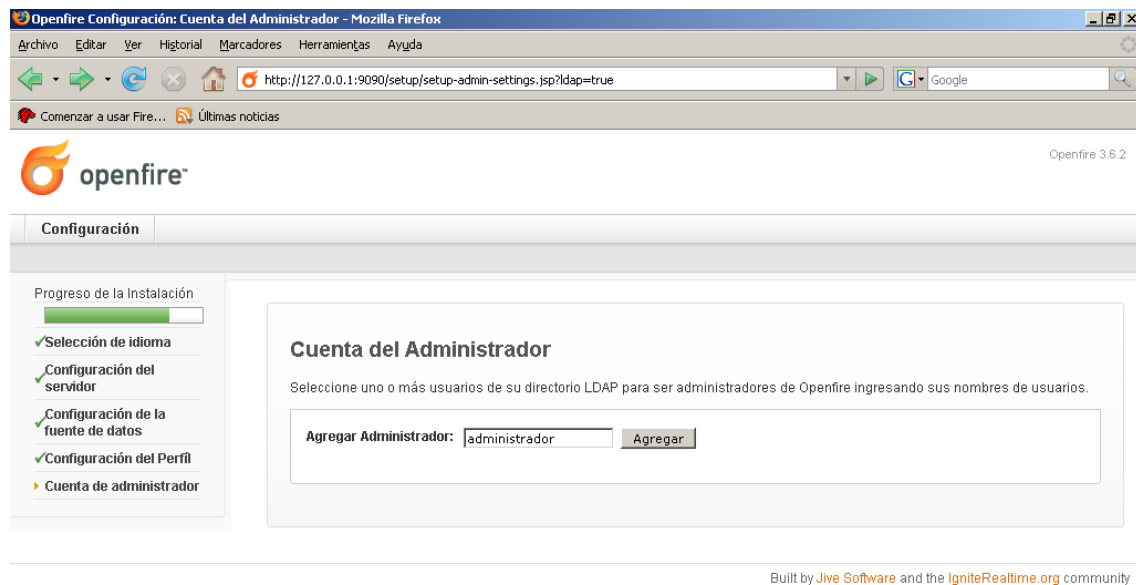 Openfire Configuración: Cuenta del Administrador - Mozilla Firefox
Archivo Editar Ver Historial Marcadores Herramientas Ayuda
http://127.0.0.1:9090/setup/setup-admin-settings.jsp?ldap=true
G Google
Comenzar a usar Fire... Últimas noticias
openfire™
Openfire 3.6.2
Configuración
Progreso de la Instalación
Selección de idioma
Configuración del
servidor
Configuración de la
fuente de datos
Configuración del Perfíl
Cuenta de administrador
Cuenta del Administrador
Seleccione uno o más usuarios de su directorio LDAP para ser administradores de Openfire ingresando sus nombres de usuarios.
Agregar Administrador: administrador Agregar
Built by Jive Software and the IgniteRealtime.org community